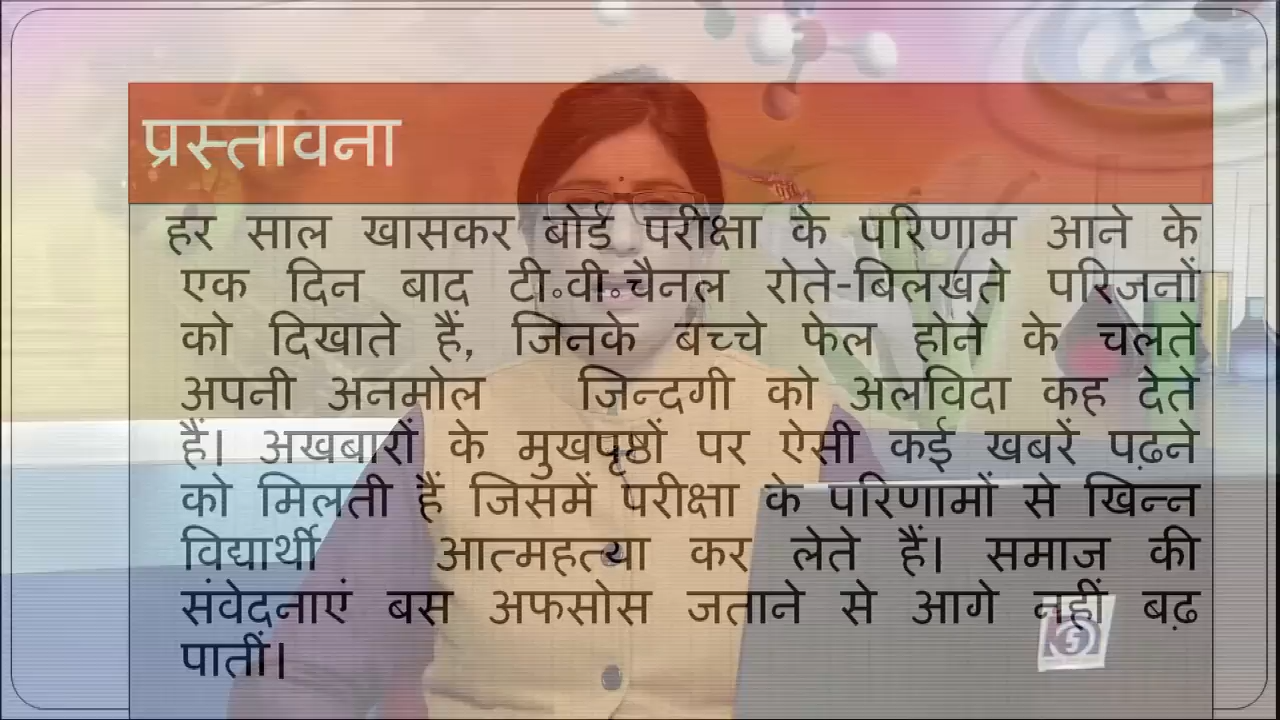 प्रस्तावना
हर साल खासकर बोर्ड परीक्षा के परिणाम आने के
एक दिन बाद टी.वी.चैनल रोते-बिलखते परिजनों
को दिखाते हैं, जिनके बच्चे फेल होने के चलते
अपनी अनमोल जिन्दगी को अलविदा कह देते
हैं। अखबारों के मुखपृष्ठों पर ऐसी कई खबरें पढ़ने
को मिलती हैं जिसमें परीक्षा के परिणामों से खिन्न
विद्यार्थी आत्महत्या कर लेते हैं। समाज की
संवेदनाएं बस अफसोस जताने से आगे नहीं बढ़
पातीं।